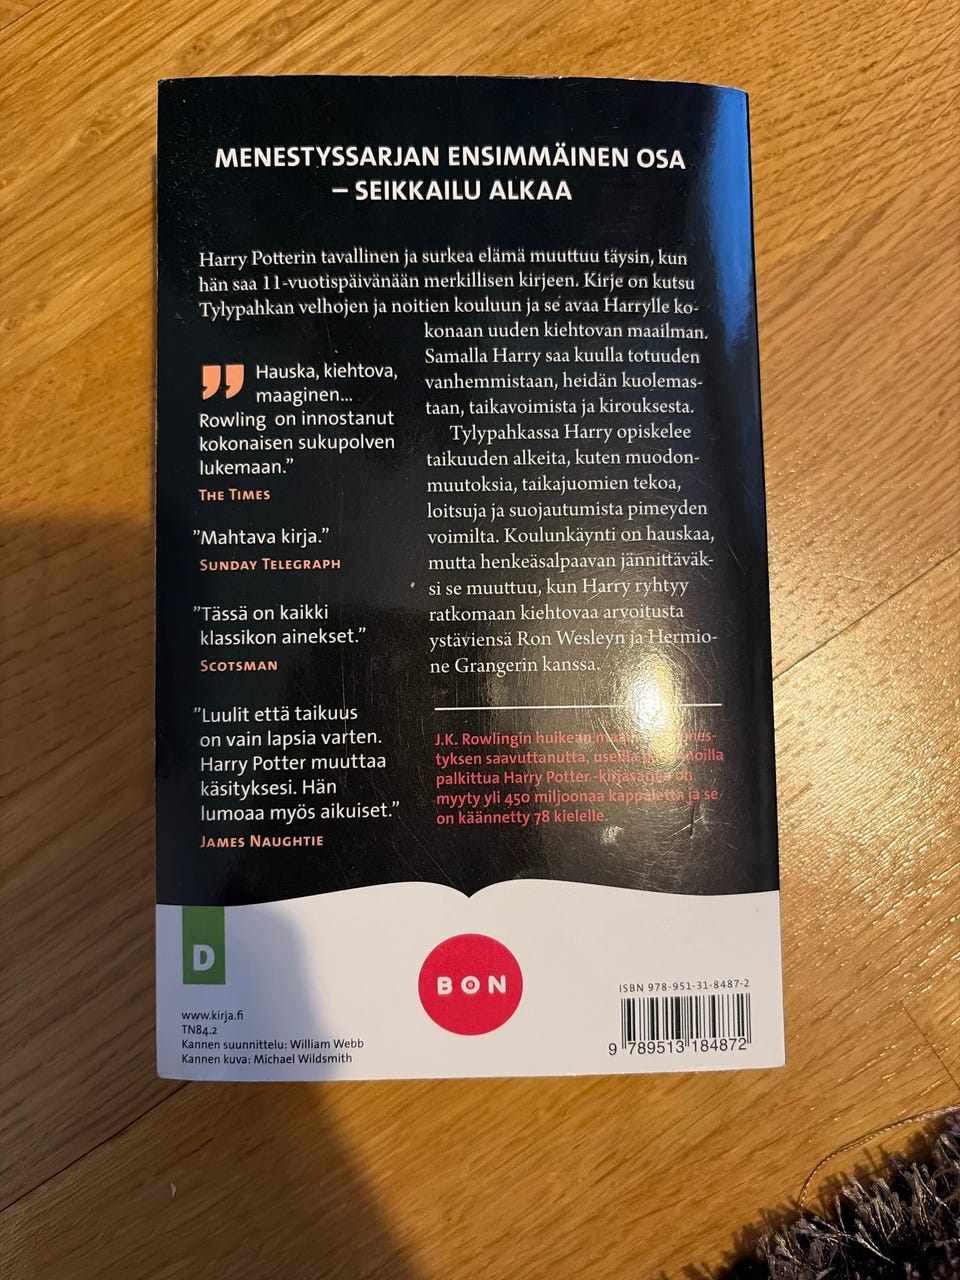 MENESTYSSARJAN ENSIMMÄINEN OSA
– SEIKKAILU ALKAA
Harry Potterin tavallinen ja surkea elämä muuttuu täysin, kun
hän saa 11-vuotispäivänään merkillisen kirjeen. Kirje on kutsu
Tylypahkan velhojen ja noitien kouluun ja se avaa Harrylle ko-
konaan uuden kiehtovan maailman.
Samalla Harry saa kuulla totuuden
vanhemmistaan, heidän kuolemas-
taan, taikavoimista ja kirouksesta.
Tylypahkassa Harry opiskelee
taikuuden alkeita, kuten muodon-
muutoksia, taikajuomien tekoa,
loitsuja ja suojautumista pimeyden
voimilta. Koulunkäynti on hauskaa,
mutta henkeäsalpaavan jännittäväk-
si se muuttuu, kun Harry ryhtyy
ratkomaan kiehtovaa arvoitusta
ystäviensä Ron Wesleyn ja Hermio-
ne Grangerin kanssa.
” Hauska, kiehtova,
maaginen...
Rowling on innostanut
kokonaisen sukupolven
lukemaan.”
THE TIMES
”Mahtava kirja.”
SUNDAY TELEGRAPH
”Tässä on kaikki
klassikon ainekset.”
SCOTSMAN
”Luulit että taikuus
on vain lapsia varten.
Harry Potter muuttaa
käsityksesi. Hän
lumoaa myös aikuiset.”
JAMES NAUGHTIE
J.K. Rowlingin huikean
tyksen saavuttanutta,
palkittua Harry Potter -kirjasarjaa on
myyty yli 450 miljoonaa kappaletta ja se
on käännetty 78 kielelle.
D
BON
www.kirja.fi
TN84.2
Kannen suunnittelu: William Webb
Kannen kuva: Michael Wildsmith
ISBN 978-951-31-8487-2
9 789513 184872